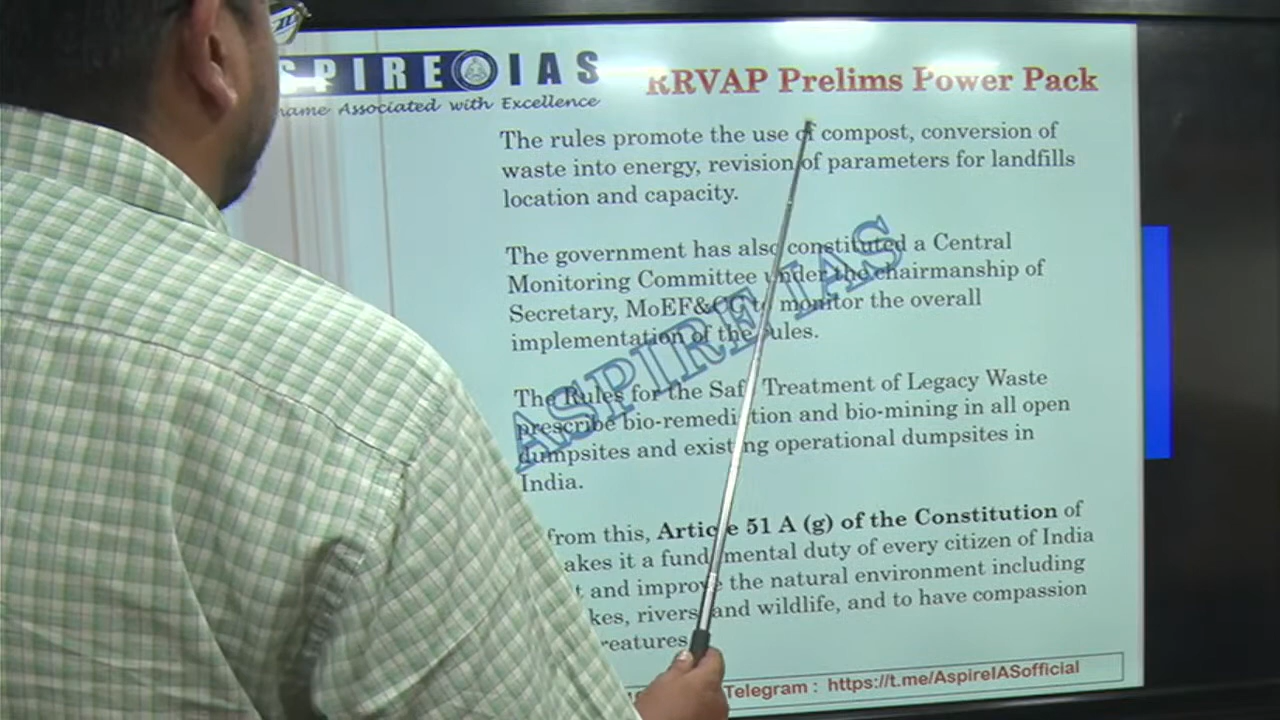 SPIRE IAS
name Associated with Excellence
RRVAP Prelims Power Pack
The rules promote the use of compost, conversion of
waste into energy, revision of parameters for landfills
location and capacity.
The government has also constituted a Central
Monitoring Committee under the chairmanship of
Secretary, MoEF&CC to monitor the overall
implementation of the rules.
The Rules for the Safe Treatment of Legacy Waste
prescribe bio-remediation and bio-mining in all open
dumpsites and existing operational dumpsites in
India.
from this, Article 51 A (g) of the Constitution of
akes it a fundamental duty of every citizen of India
t and improve the natural environment including
kes, rivers and wildlife, and to have compassion
reatures
Telegram : https://t.me/AspireIASofficial
ASPIRE IAS